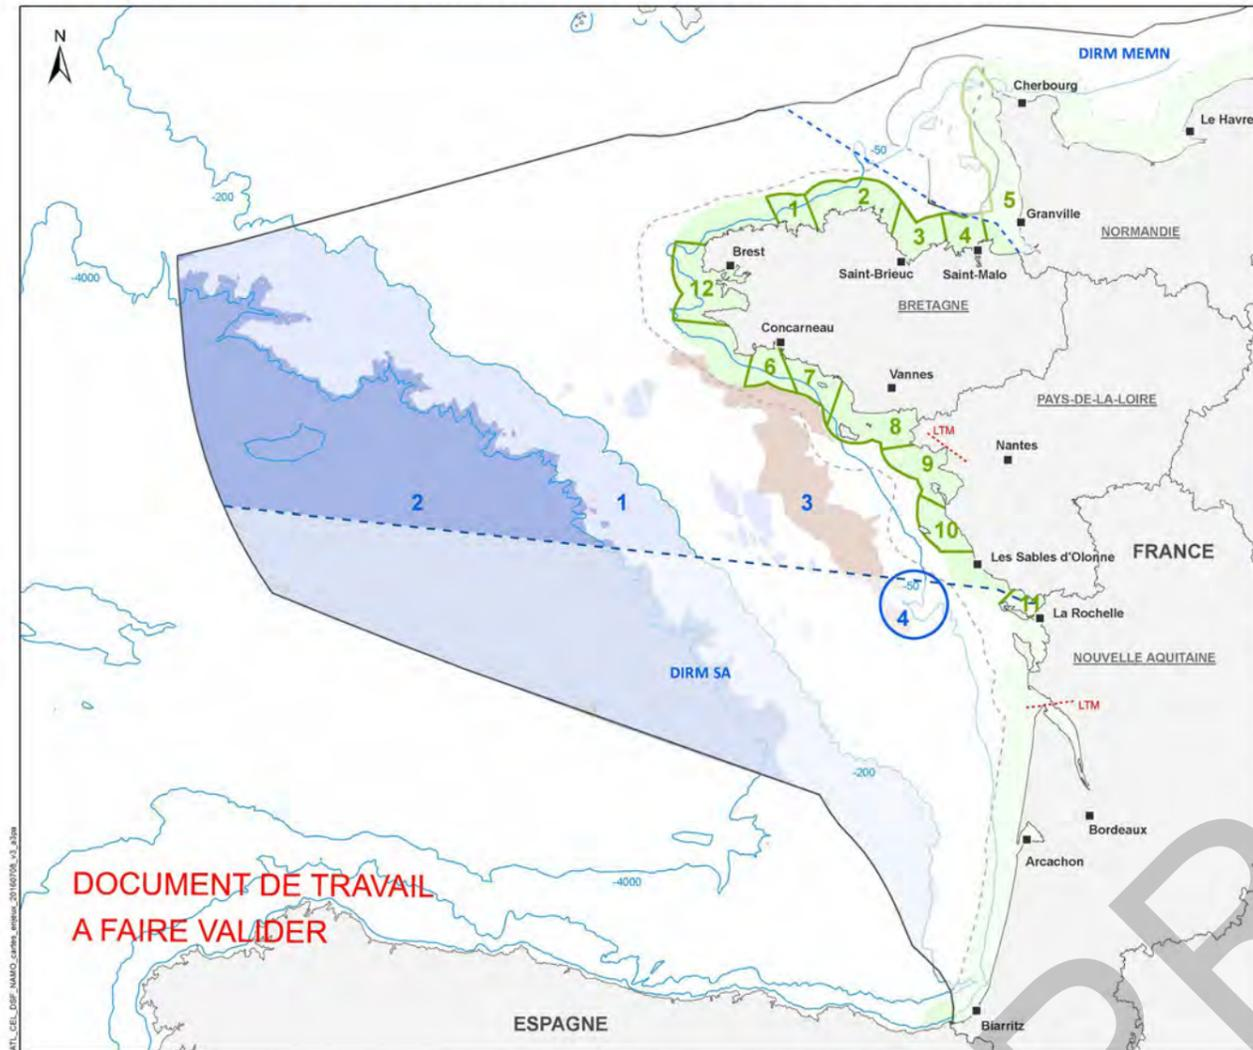 N
DIRM MEMN
Cherbourg
Le Havre
-50
-200
2
1
5
Granville
3
4
NORMANDIE
Brest
Saint-Brieuc
Saint-Malo
-4000
12
BRETAGNE
Concarneau
6
7
Vannes
PAYS-DE-LA-LOIRE
8
LTM
Nantes
9
2
1
3
10
Les Sables d'Olonne
FRANCE
-50
4
11
La Rochelle
NOUVELLE AQUITAINE
DIRM SA
LTM
-200
Bordeaux
Arcachon
DOCUMENT DE TRAVAIL
-4000
A FAIRE VALIDER
ATL_CEL_DSF_NAMO_cartes_enjeux_20160708_v3_a3pa
ESPAGNE
Biarritz
PR